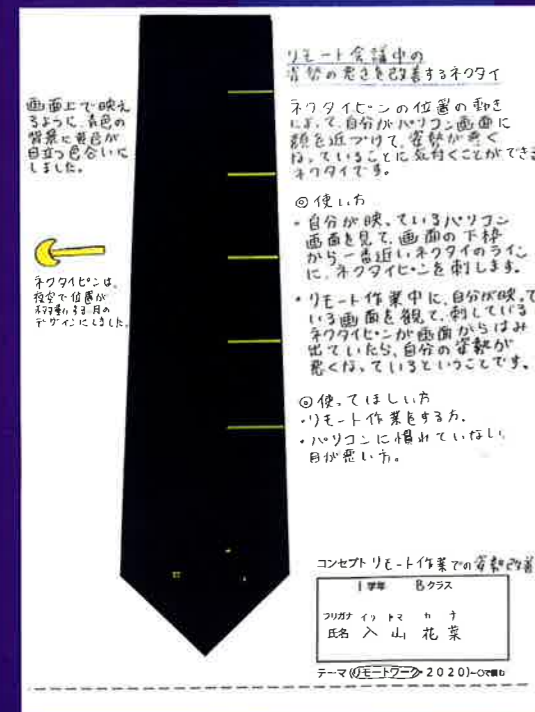 リモート会議中の
姿勢の悪さを改善するネクタイ
ネクタイピンの位置の動き
によって、自分がパソコン画面に
顔を近づけて、姿勢が悪く
なっていることに気付くことができる
ネクタイです。
◎使い方
・自分が映っているパソコン
画面を見て、画面の下枠
から一番近いネクタイのライン
に、ネクタイピンを刺します。
・リモート作業中に、自分が映って
いる画面を観て、刺している
ネクタイピンが画面からはみ
出ていたら、自分の姿勢が
悪くなっているということです。
◎使ってほしい方
・リモート作業をする方。
・パソコンに慣れていない
目が悪い方。
画面上で映え
るように、青色の
背景に黄色が
目立つ色合いに
しました。
ネクタイピンは、
夜空で位置が
移動する月の
デザインにしました。
コンセプト リモート作業での姿勢改善
1学年 Bクラス
フリガナ イリヤマ カナ
氏名 入山 花菜
テーマ(リモートワーク・2020)←○で囲む